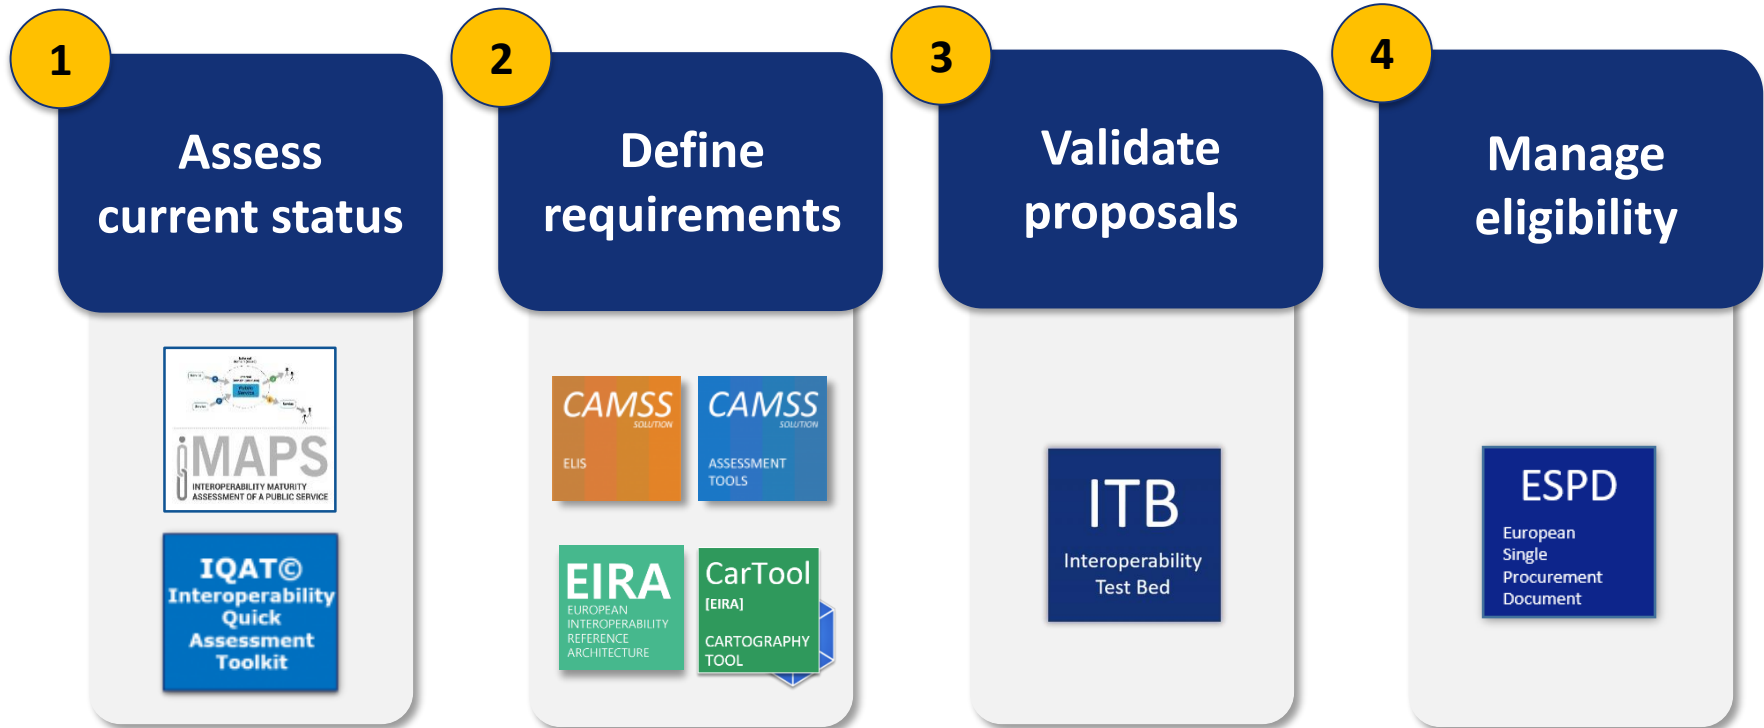 1
Assess
current status
iMAPS
INTEROPERABILITY MATURITY
ASSESSMENT OF A PUBLIC SERVICE
IQAT©
Interoperability
Quick
Assessment
Toolkit
2
Define
requirements
CAMSS
SOLUTION
ELIS
CAMSS
SOLUTION
ASSESSMENT
TOOLS
EIRA
EUROPEAN
INTEROPERABILITY
REFERENCE
ARCHITECTURE
CarTool
[EIRA]
CARTOGRAPHY
TOOL
3
Validate
proposals
ITB
Interoperability
Test Bed
4
Manage
eligibility
ESPD
European
Single
Procurement
Document